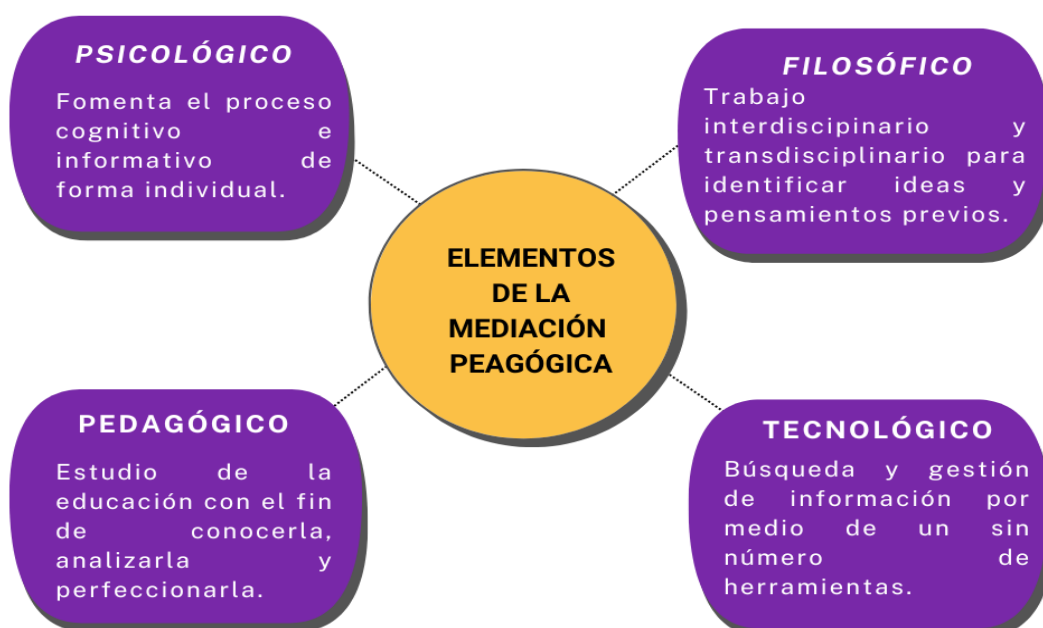 PSICOLÓGICO
Fomenta el proceso
cognitivo e
informativo de
forma individual.
FILOSÓFICO
Trabajo
interdiscipinario y
transdisciplinario para
identificar ideas y
pensamientos previos.
ELEMENTOS
DE LA
MEDIACIÓN
PEAGÓGICA
PEDAGÓGICO
Estudio de la
educación con el fin
de conocerla,
analizarla y
perfeccionarla.
TECNOLÓGICO
Búsqueda y gestión
de información por
medio de un sin
número de
herramientas.